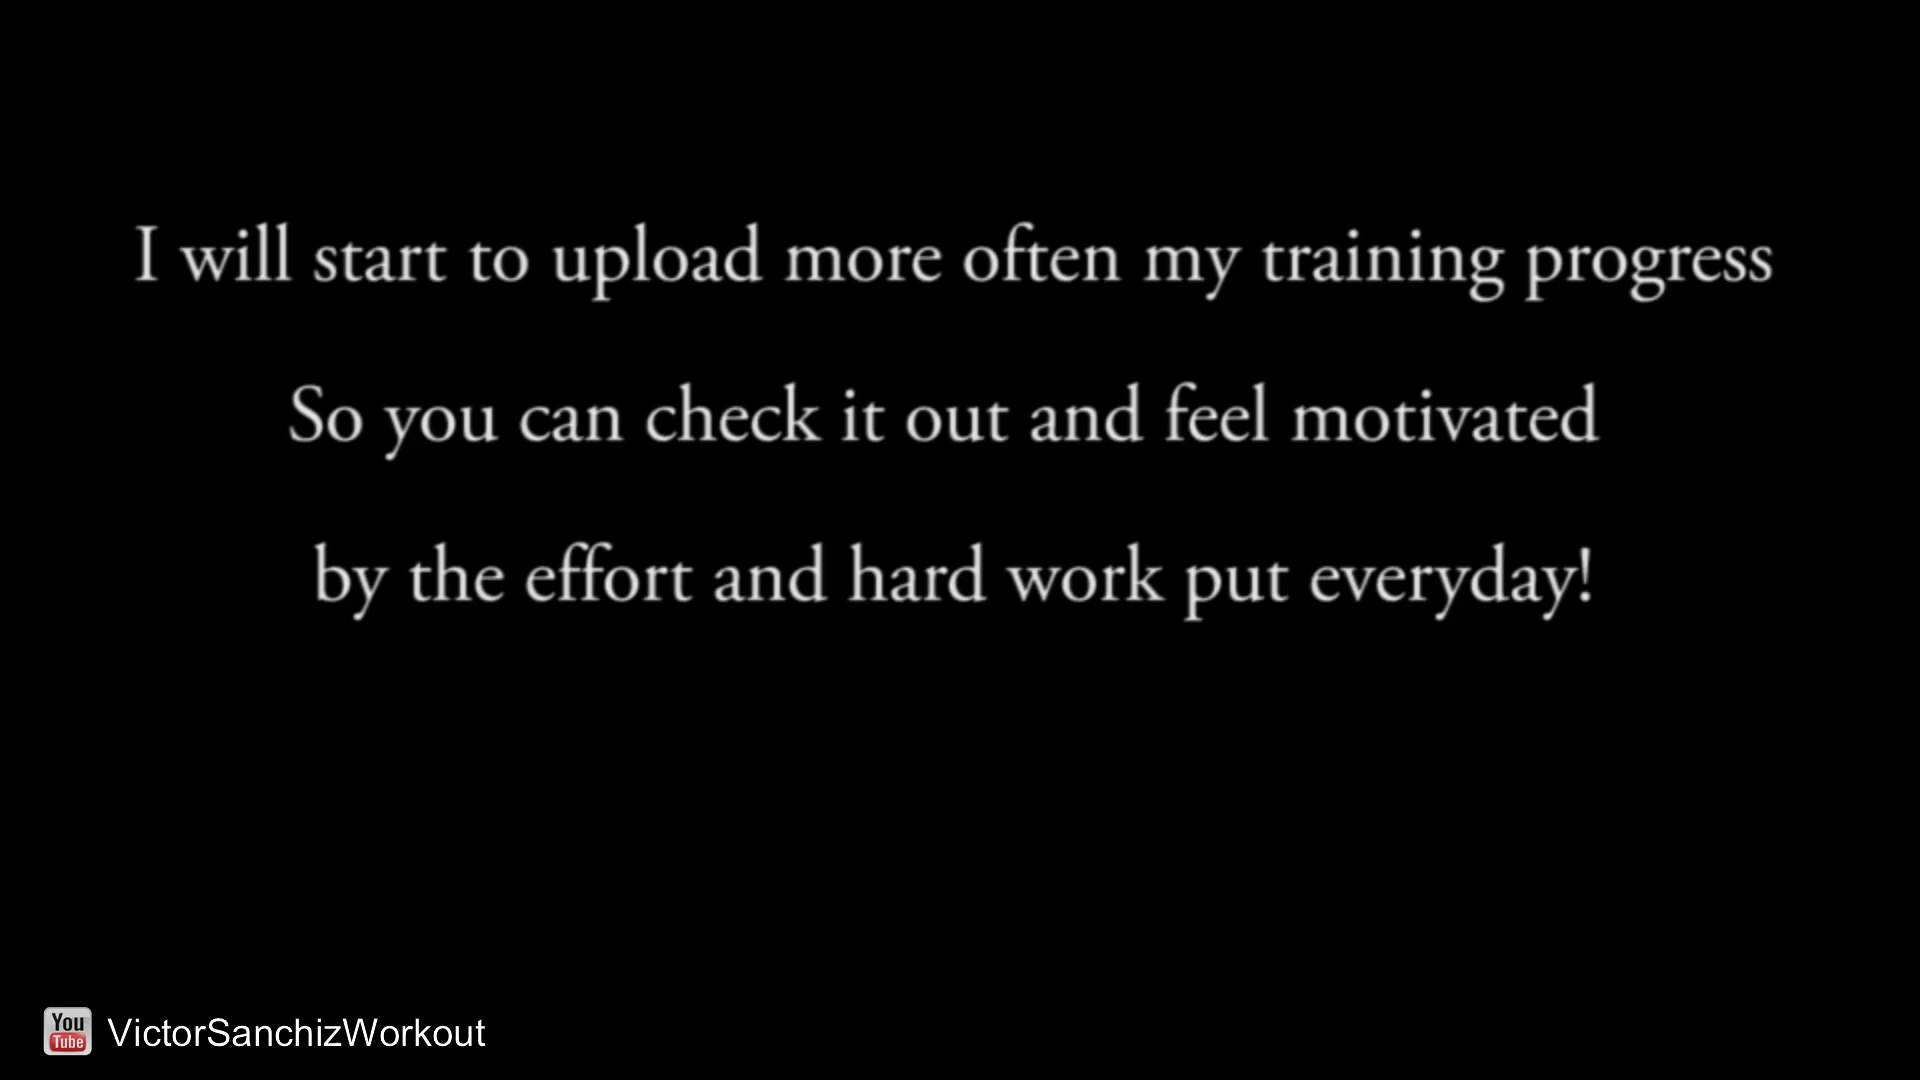 I will start to upload more often my training progress
So you can check it out and feel motivated
by the effort and hard work put everyday!
You
Tube
VictorSanchizWorkout